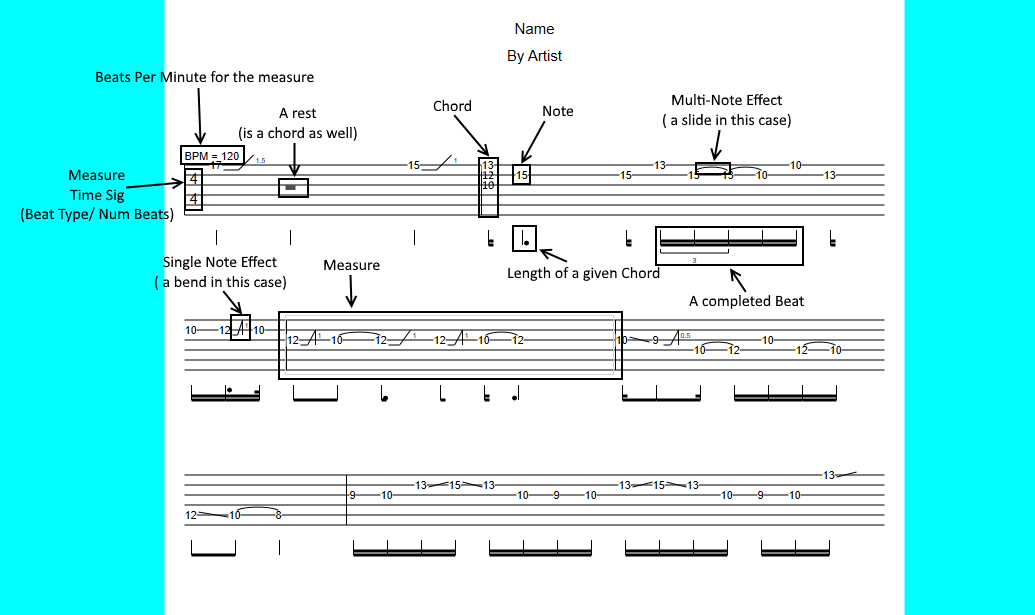 Name
By Artist
Beats Per Minute for the measure
A rest
(is a chord as well)
Chord
Note
Multi-Note Effect
( a slide in this case)
BPM = 120
Measure
Time Sig
(Beat Type/ Num Beats)
4
4
17 1.5 15 1 13 15 13 15 13 10 10 13
12
10
15
3
Length of a given Chord
A completed Beat
Single Note Effect
( a bend in this case)
Measure
10 12 1 10 12 1 10 12 1 12 1 10 12 10 9 0.5 10 12 10 12 10
9 10 13 15 13 10 9 10 13 15 13 10 9 10 13
12 10 8